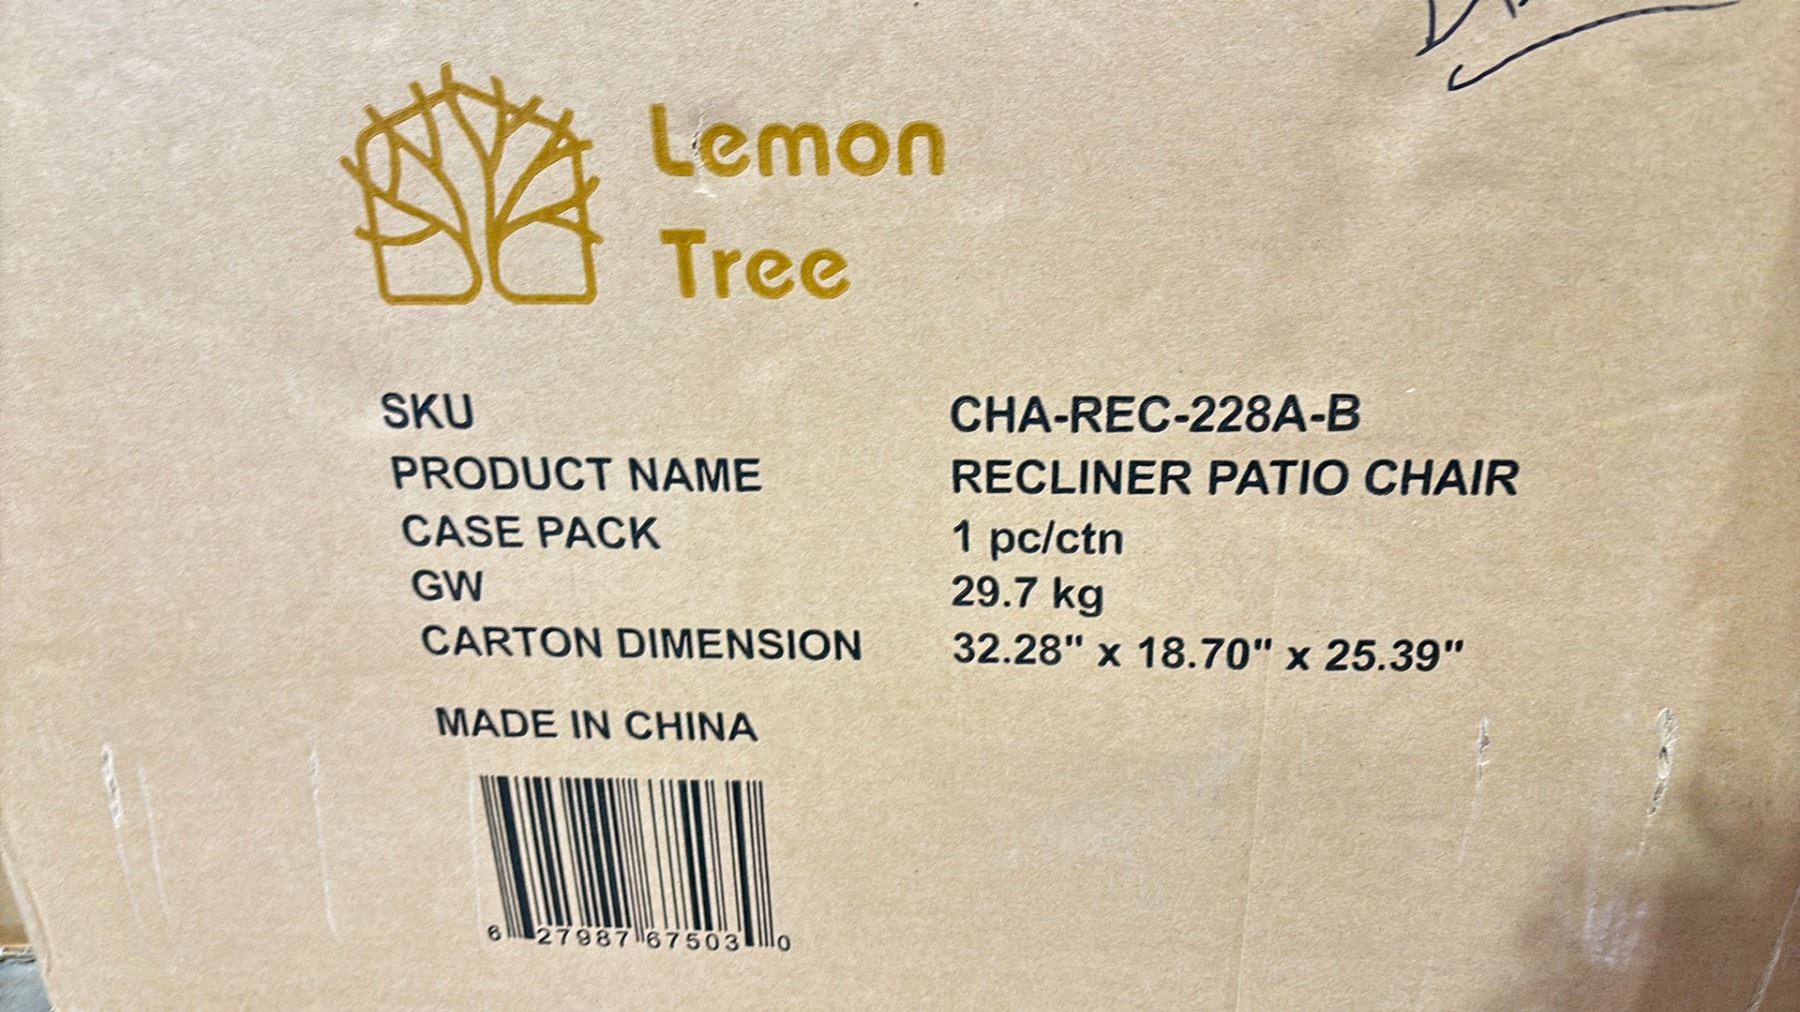 Lemon
Tree
SKU CHA-REC-228A-B
PRODUCT NAME RECLINER PATIO CHAIR
CASE PACK 1 pc/ctn
GW 29.7 kg
CARTON DIMENSION 32.28" x 18.70" x 25.39"
MADE IN CHINA
6 27987 67503 0